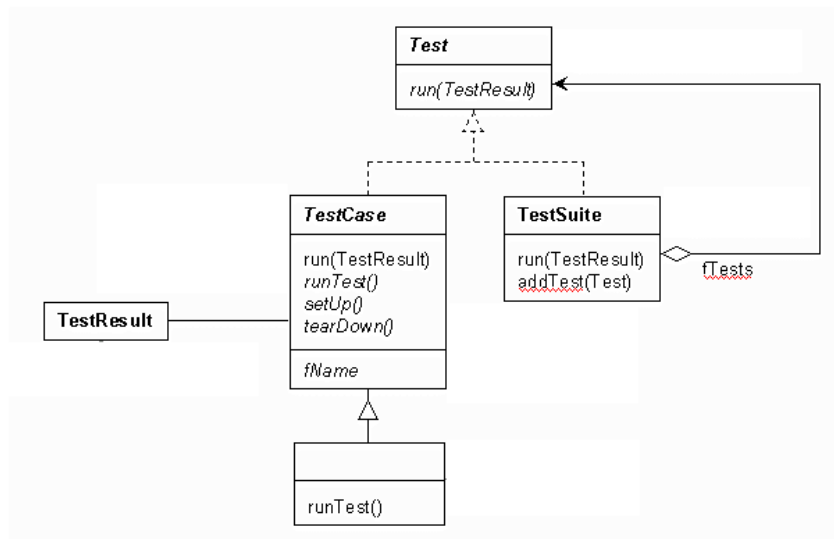 Test
run(TestResult)
TestCase
run(TestResult)
runTest()
setUp()
tearDown()
fName
TestSuite
run(TestResult)
addTest(Test)
fTests
TestResult
runTest()